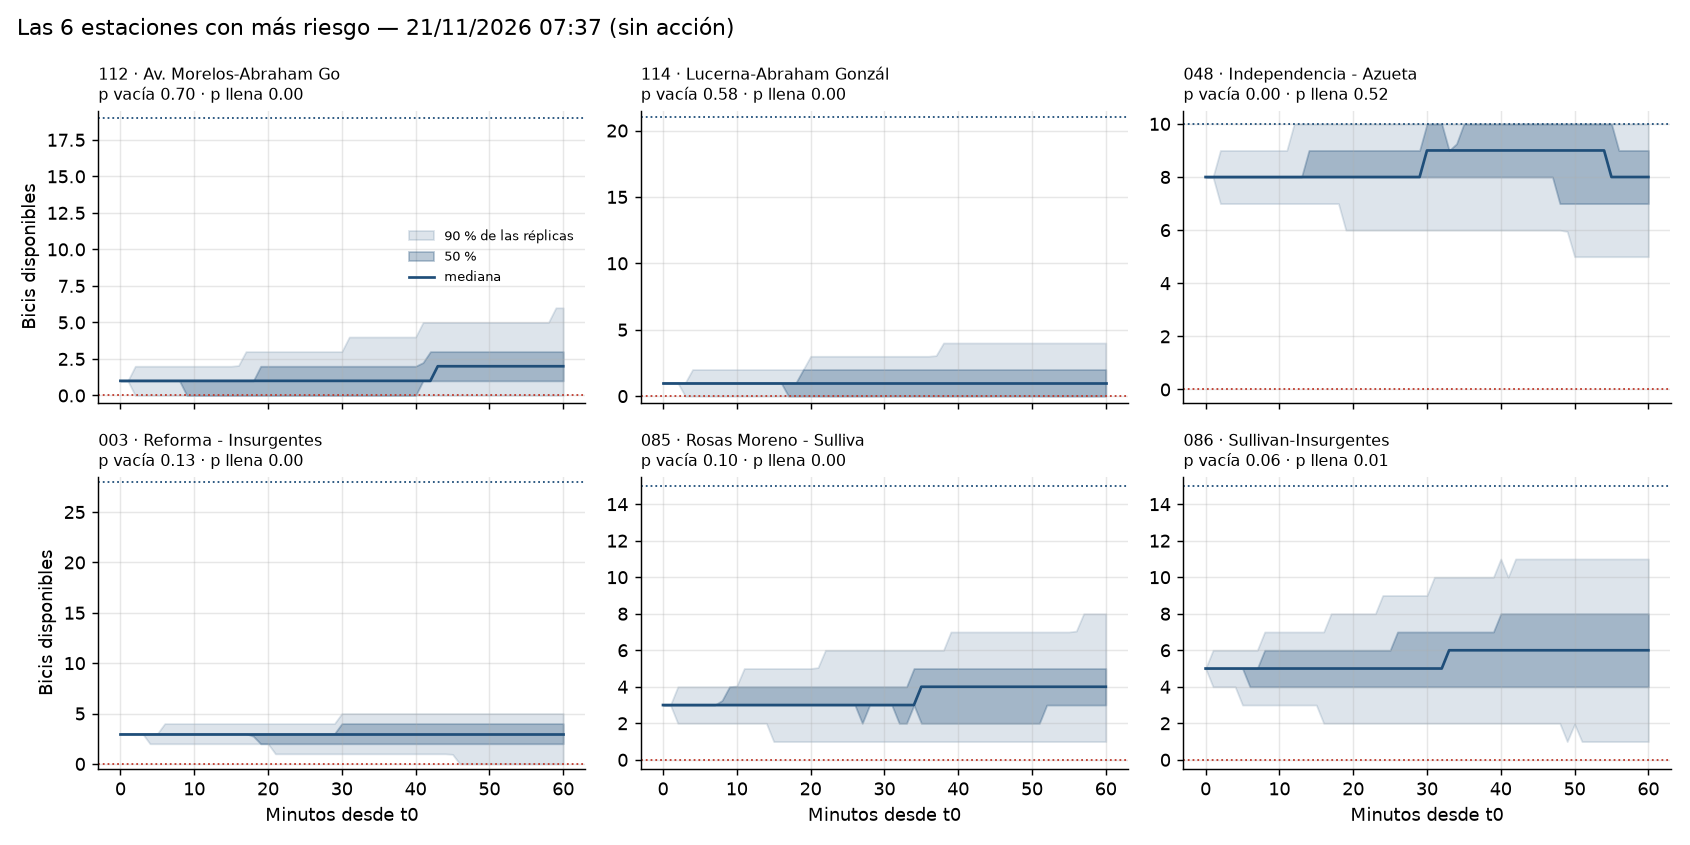 Las 6 estaciones con más riesgo — 21/11/2026 07:37 (sin acción)
112 · Av. Morelos-Abraham Go
p vacía 0.70 · p llena 0.00
17.5
15.0
12.5
10.0
7.5
5.0
2.5
0.0
Bicis disponibles
90 % de las réplicas
50 %
mediana
114 · Lucerna-Abraham Gonzál
p vacía 0.58 · p llena 0.00
20
15
10
5
0
048 · Independencia - Azueta
p vacía 0.00 · p llena 0.52
10
8
6
4
2
0
003 · Reforma - Insurgentes
p vacía 0.13 · p llena 0.00
25
20
15
10
5
0
Bicis disponibles
0 10 20 30 40 50 60
Minutos desde t0
085 · Rosas Moreno - Sulliva
p vacía 0.10 · p llena 0.00
14
12
10
8
6
4
2
0
0 10 20 30 40 50 60
Minutos desde t0
086 · Sullivan-Insurgentes
p vacía 0.06 · p llena 0.01
14
12
10
8
6
4
2
0
0 10 20 30 40 50 60
Minutos desde t0